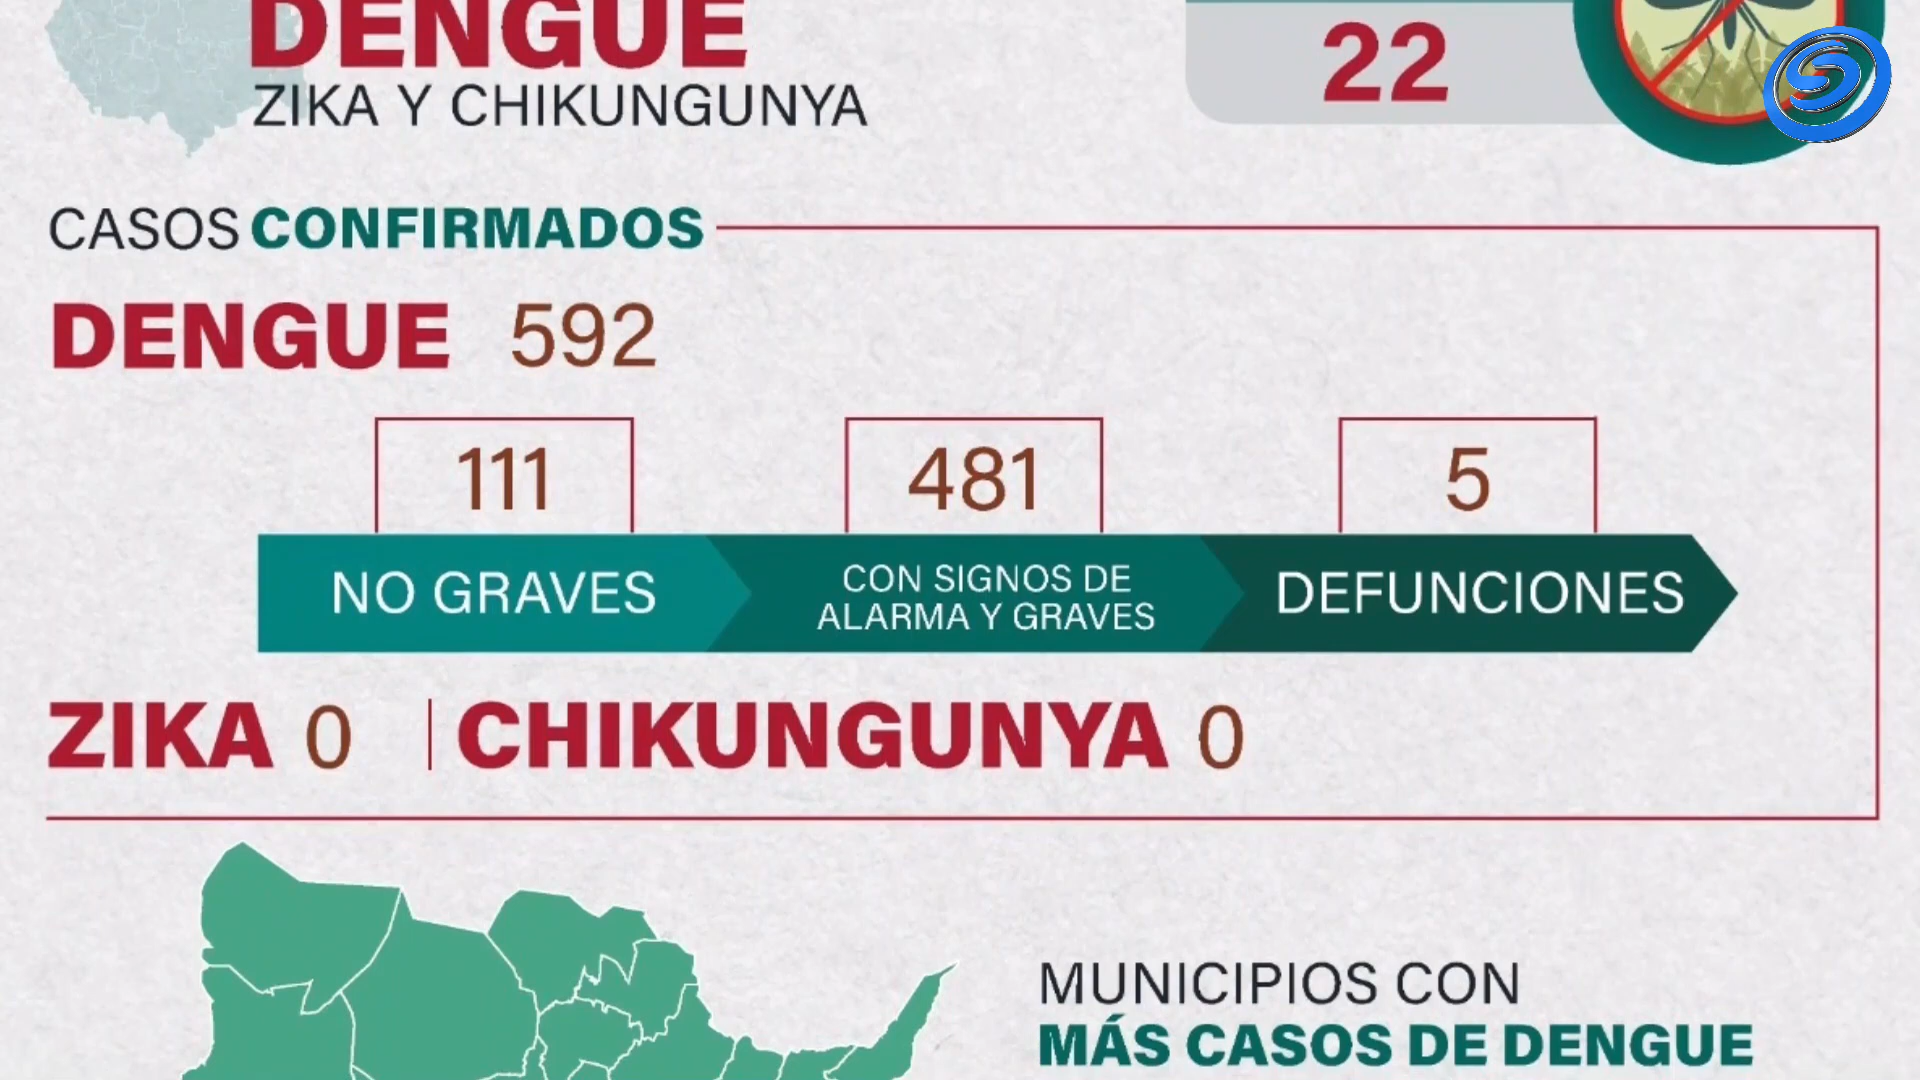 DENGUE
ZIKA Y CHIKUNGUNYA
22
CASOS CONFIRMADOS
DENGUE 592
111
481
5
NO GRAVES
CON SIGNOS DE
ALARMA Y GRAVES
DEFUNCIONES
ZIKA 0
CHIKUNGUNYA 0
MUNICIPIOS CON
MÁS CASOS DE DENGUE